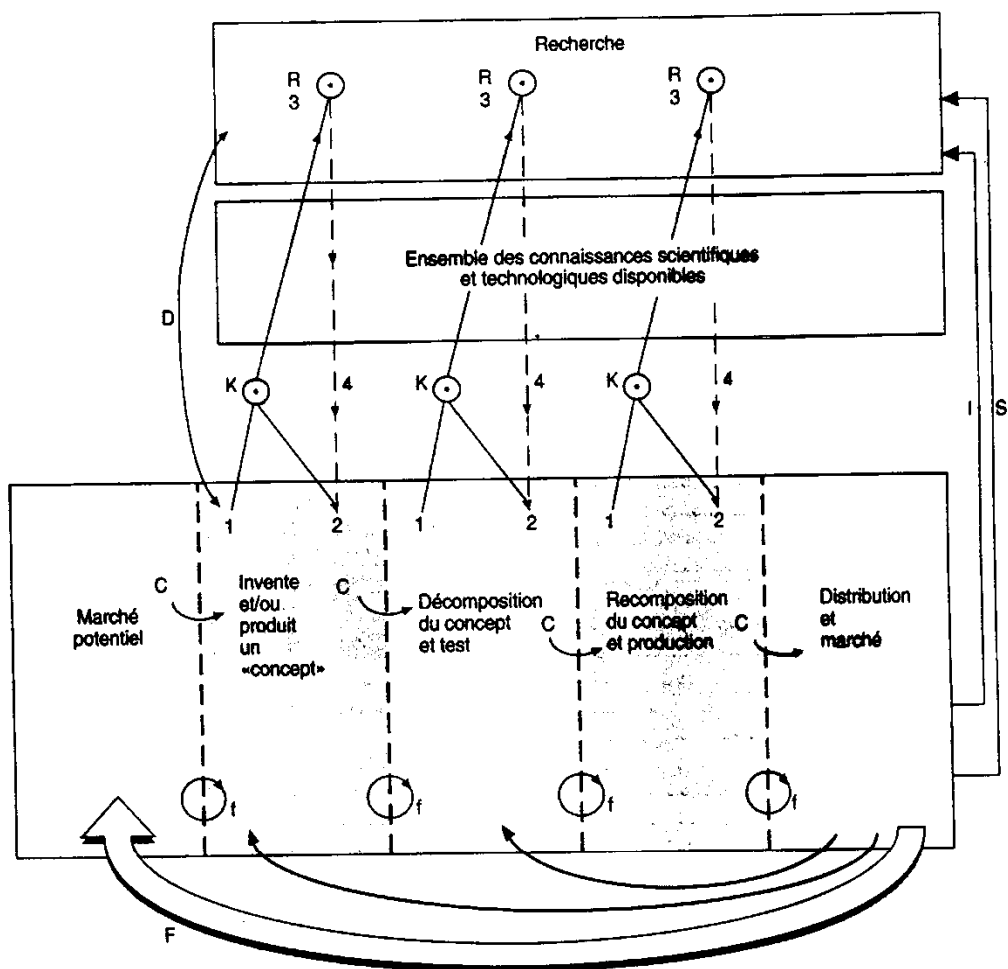 Recherche
R
3
R
3
R
3
Ensemble des connaissances scientifiques
et technologiques disponibles
D
K
4
K
4
K
4
I
S
1
2
1
2
1
2
Marché
potentiel
C
Invente
et/ou
produit
un
«concept»
C
Décomposition
du concept
et test
C
Recomposition
du concept
et production
C
Distribution
et
marché
f
f
f
f
F